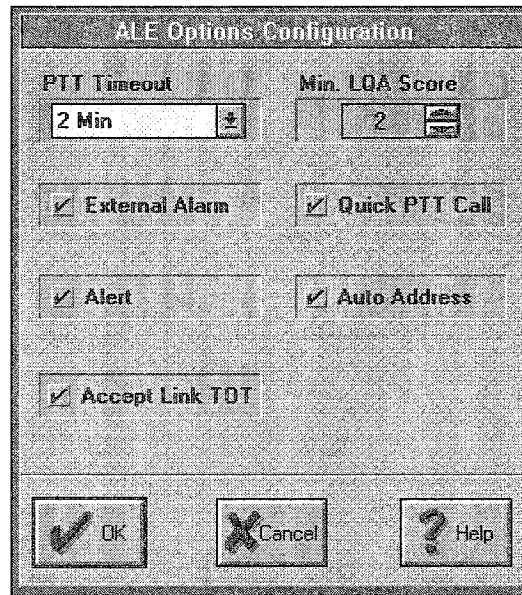 ALE Options Configuration
PTT Timeout
Min. LQA Score
2 Min
2
External Alarm
Quick PTT Call
Alert
Auto Address
Accept Link TOT
OK
Cancel
Help